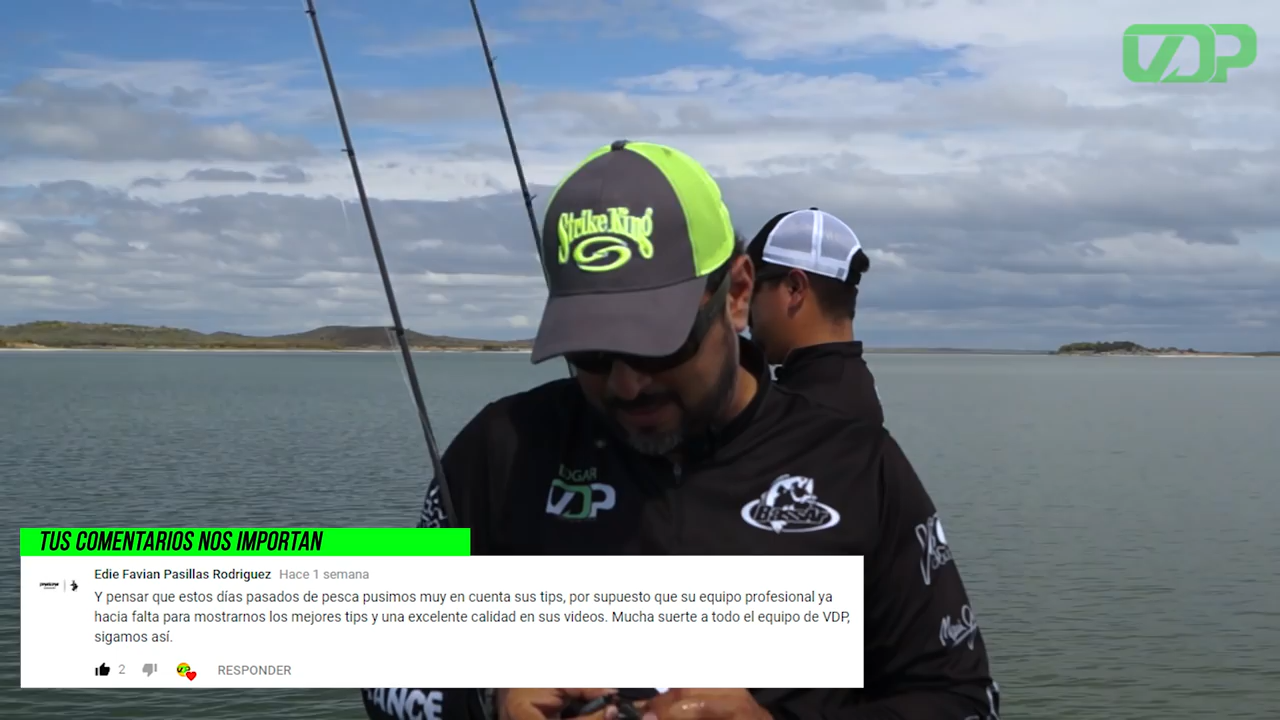 VDP
Strike King
EDGAR
VDP
BASSAF
TUS COMENTARIOS NOS IMPORTAN
Edie Favian Pasillas Rodriguez Hace 1 semana
Y pensar que estos días pasados de pesca pusimos muy en cuenta sus tips, por supuesto que su equipo profesional ya
hacia falta para mostrarnos los mejores tips y una excelente calidad en sus videos. Mucha suerte a todo el equipo de VDP,
sigamos así.
2
RESPONDER